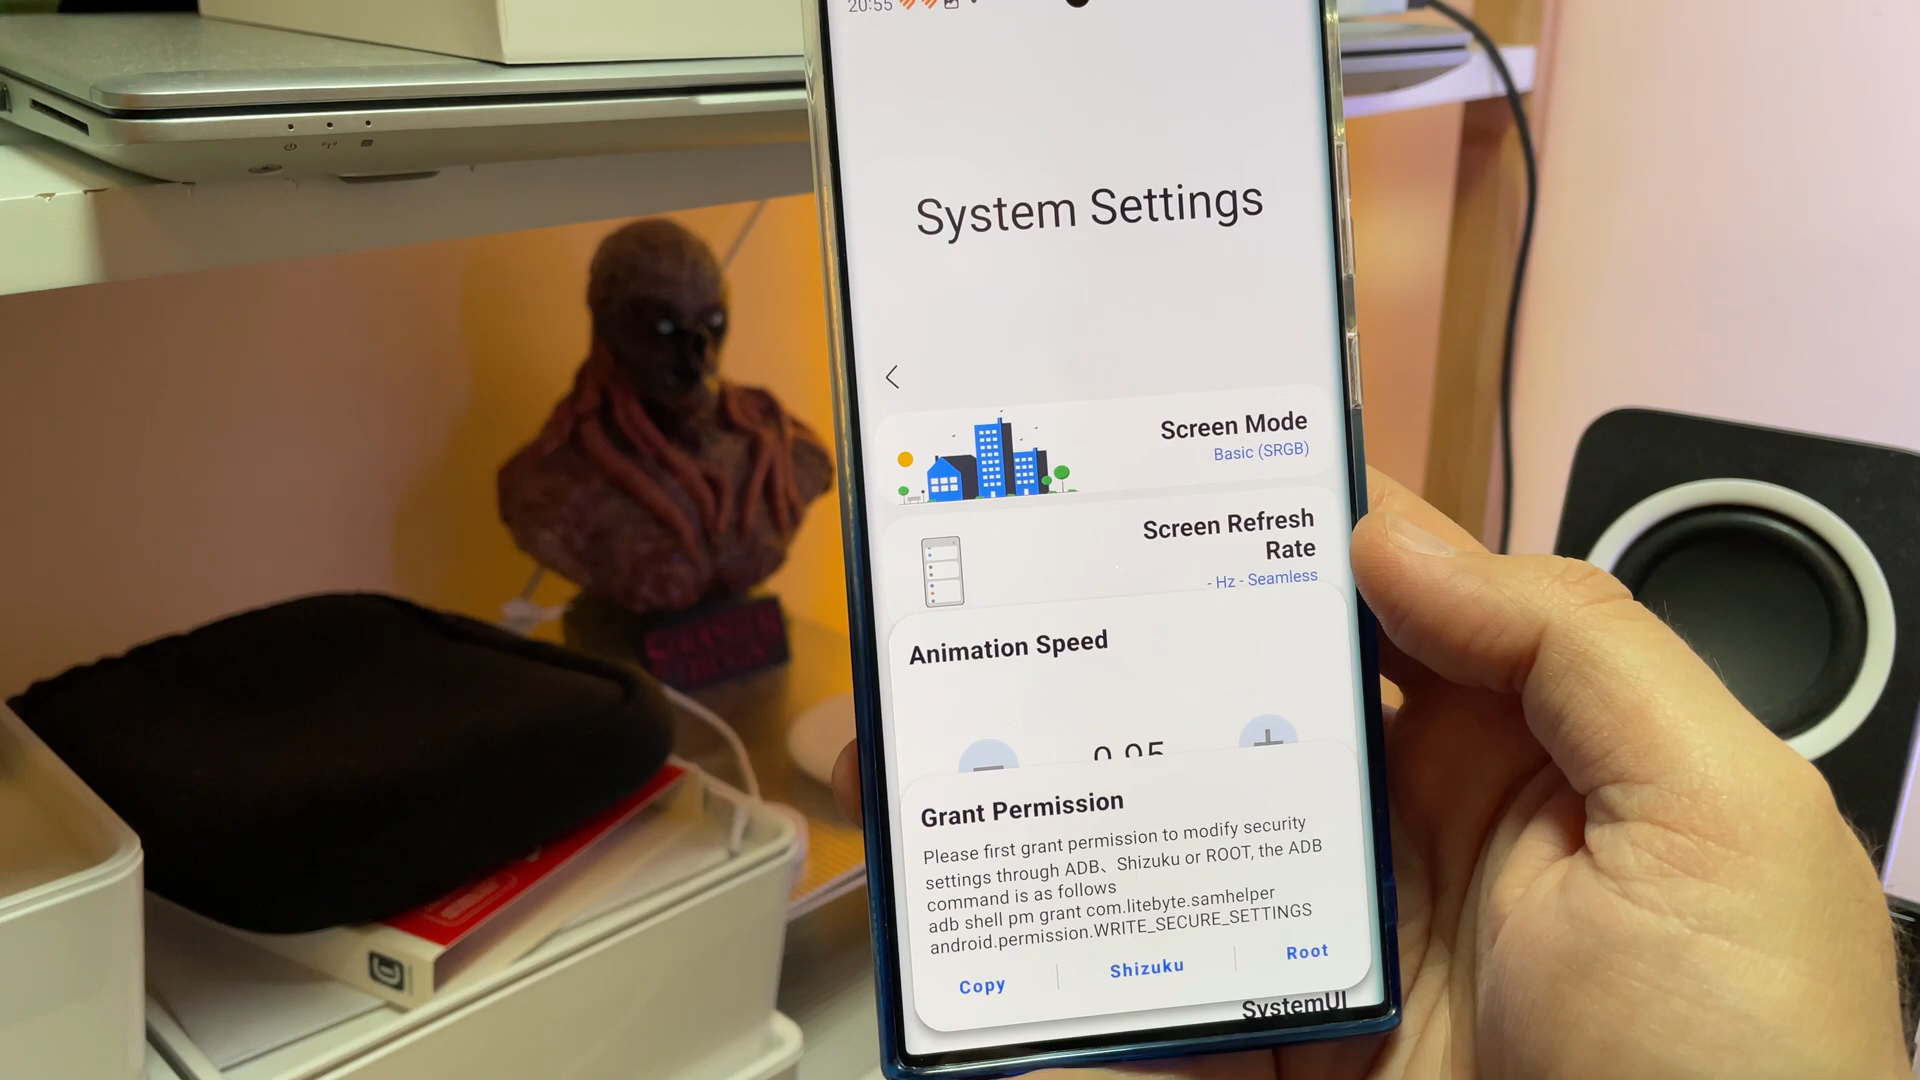 20:55
System Settings
Screen Mode
Basic (SRGB)
Screen Refresh
Rate
- Hz - Seamless
Animation Speed
0.95
Grant Permission
Please first grant permission to modify security
settings through ADB、Shizuku or ROOT, the ADB
command is as follows
adb shell pm grant com.litebyte.samhelper
android.permission.WRITE_SECURE_SETTINGS
Copy
Shizuku
Root
SystemUI